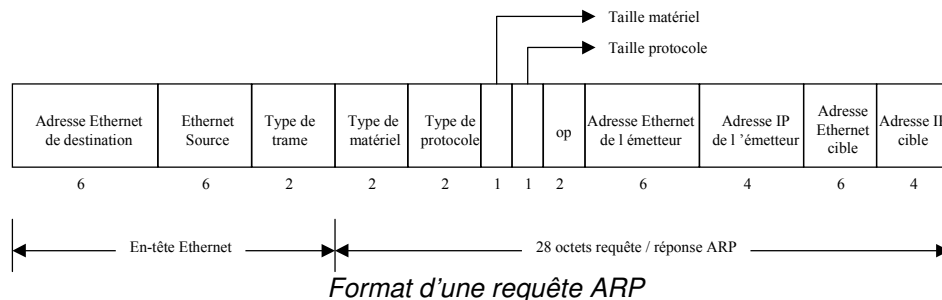 Taille matériel
Taille protocole
Adresse Ethernet
de destination
Ethernet
Source
Type de
trame
Type de
matériel
Type de
protocole
op
Adresse Ethernet
de l émetteur
Adresse IP
de l ’émetteur
Adresse
Ethernet
cible
Adresse IP
cible
6 6 2 2 2 1 1 2 6 4 6 4
En-tête Ethernet
28 octets requête / réponse ARP
Format d’une requête ARP